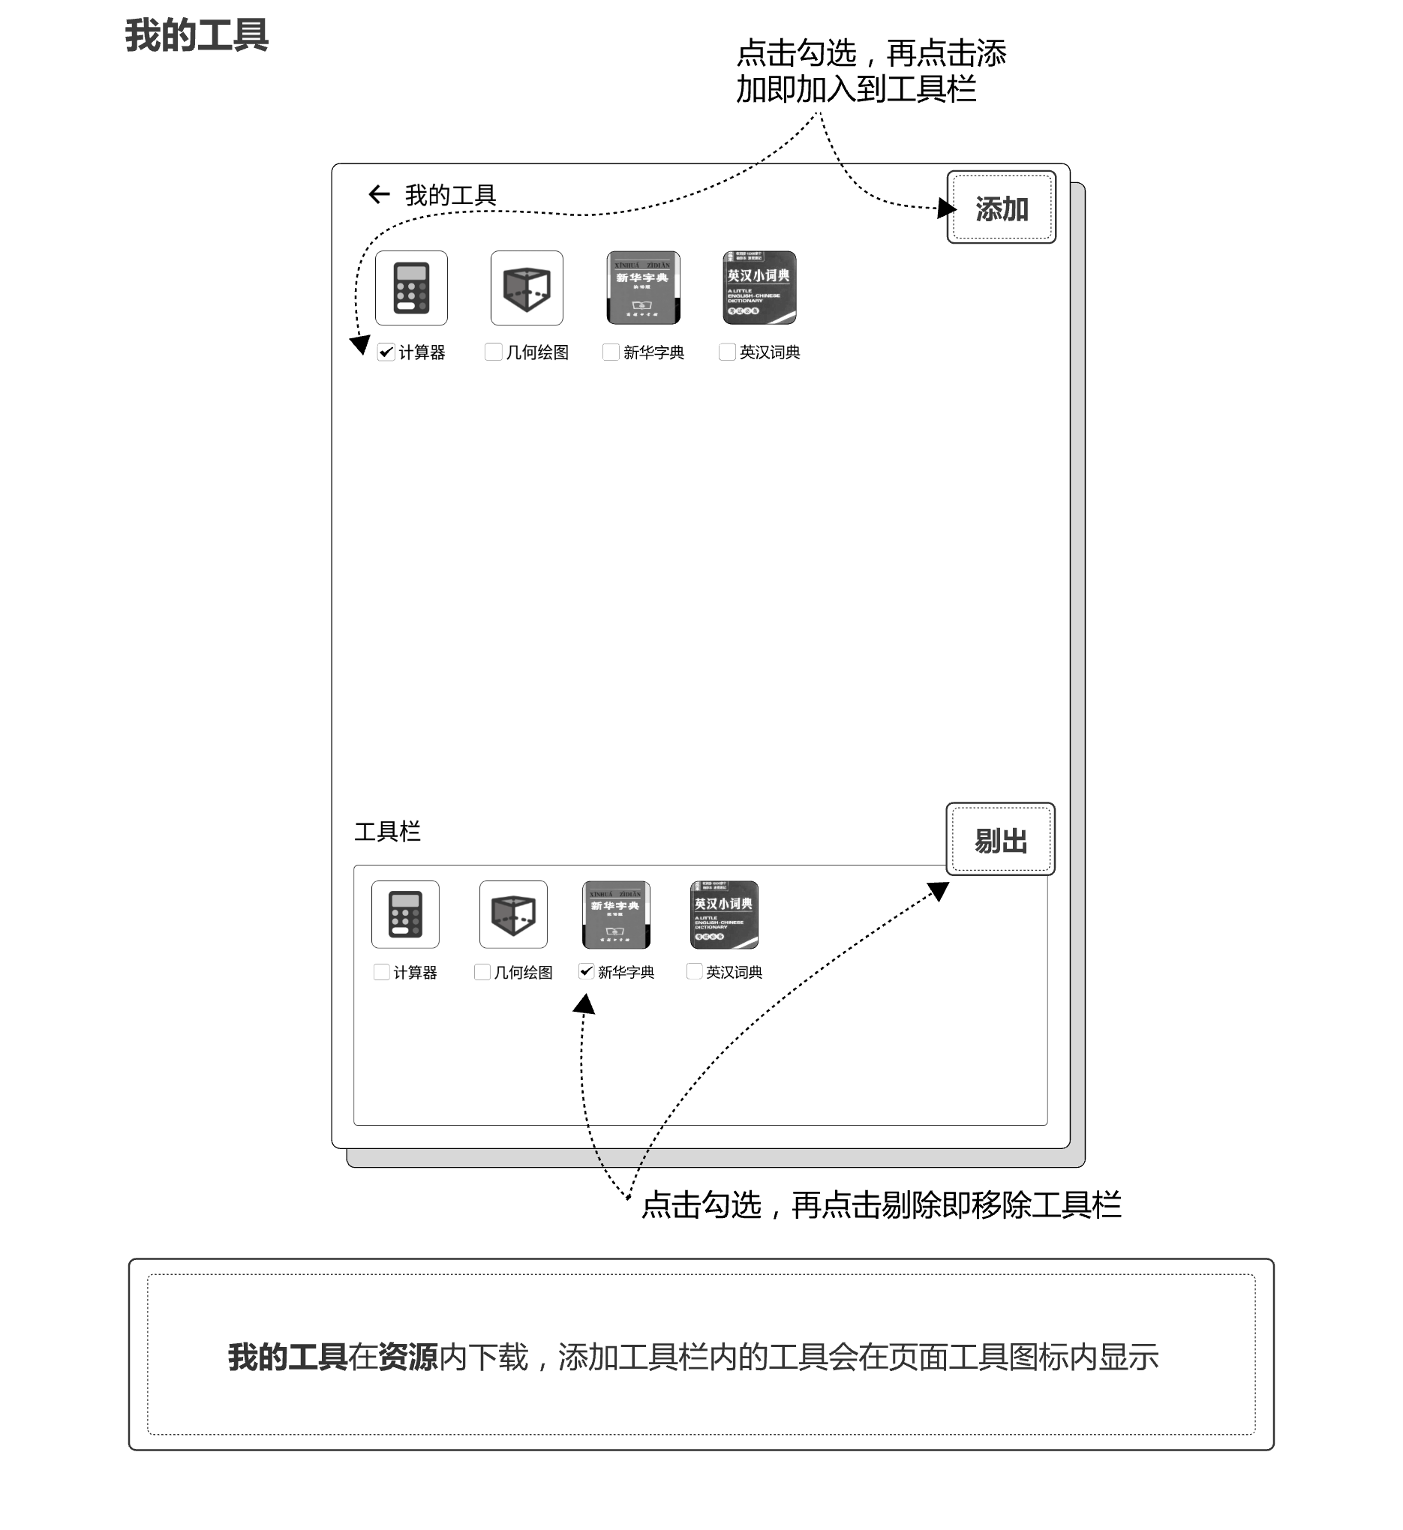 我的工具
点击勾选，再点击添
加即加入到工具栏
我的工具
添加
XINHUA ZIDIAN
新华字典
英汉小词典
A LITTLE
ENGLISH-CHINESE
DICTIONARY
计算器
几何绘图
新华字典
英汉词典
工具栏
剔出
XINHUA ZIDIAN
新华字典
英汉小词典
A LITTLE
ENGLISH-CHINESE
DICTIONARY
计算器
几何绘图
新华字典
英汉词典
点击勾选，再点击剔除即移除工具栏
我的工具在资源内下载，添加工具栏内的工具会在页面工具图标内显示